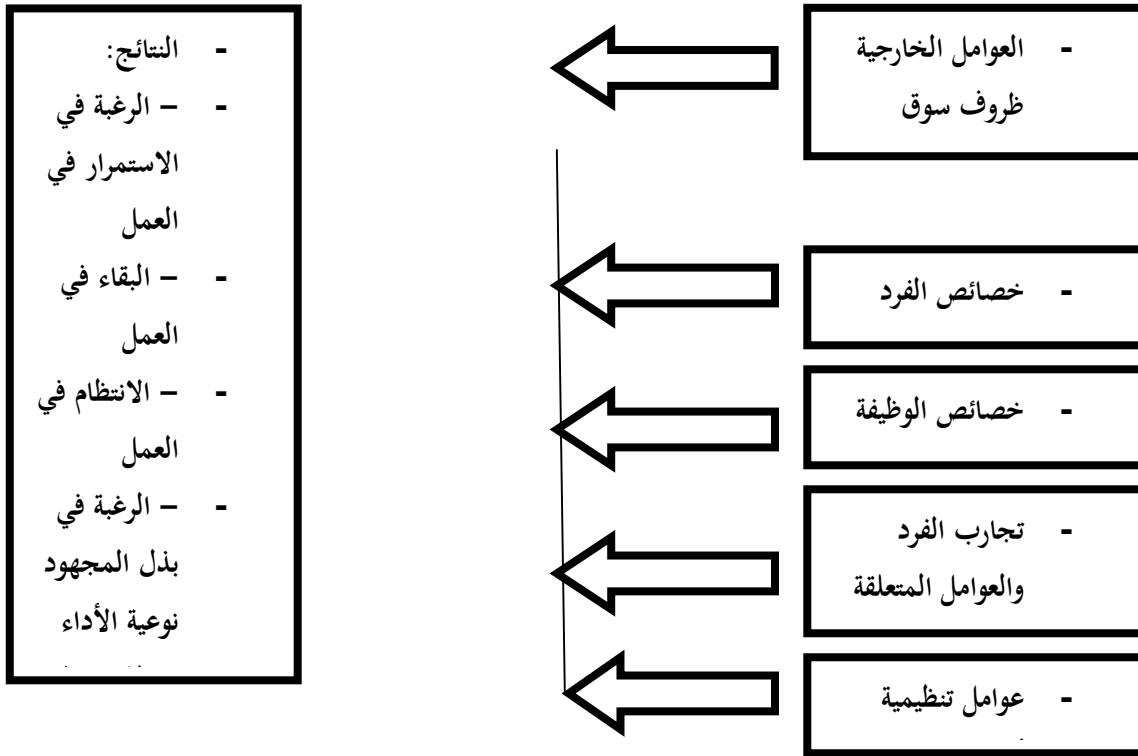 - العوامل الخارجية
ظروف سوق
- خصائص الفرد
- خصائص الوظيفة
- تجارب الفرد
والعوامل المتعلقة
- عوامل تنظيمية
- النتائج:
- – الرغبة في
الاستمرار في
العمل
- – البقاء في
العمل
- – الانتظام في
العمل
- – الرغبة في
بذل المجهود
نوعية الأداء